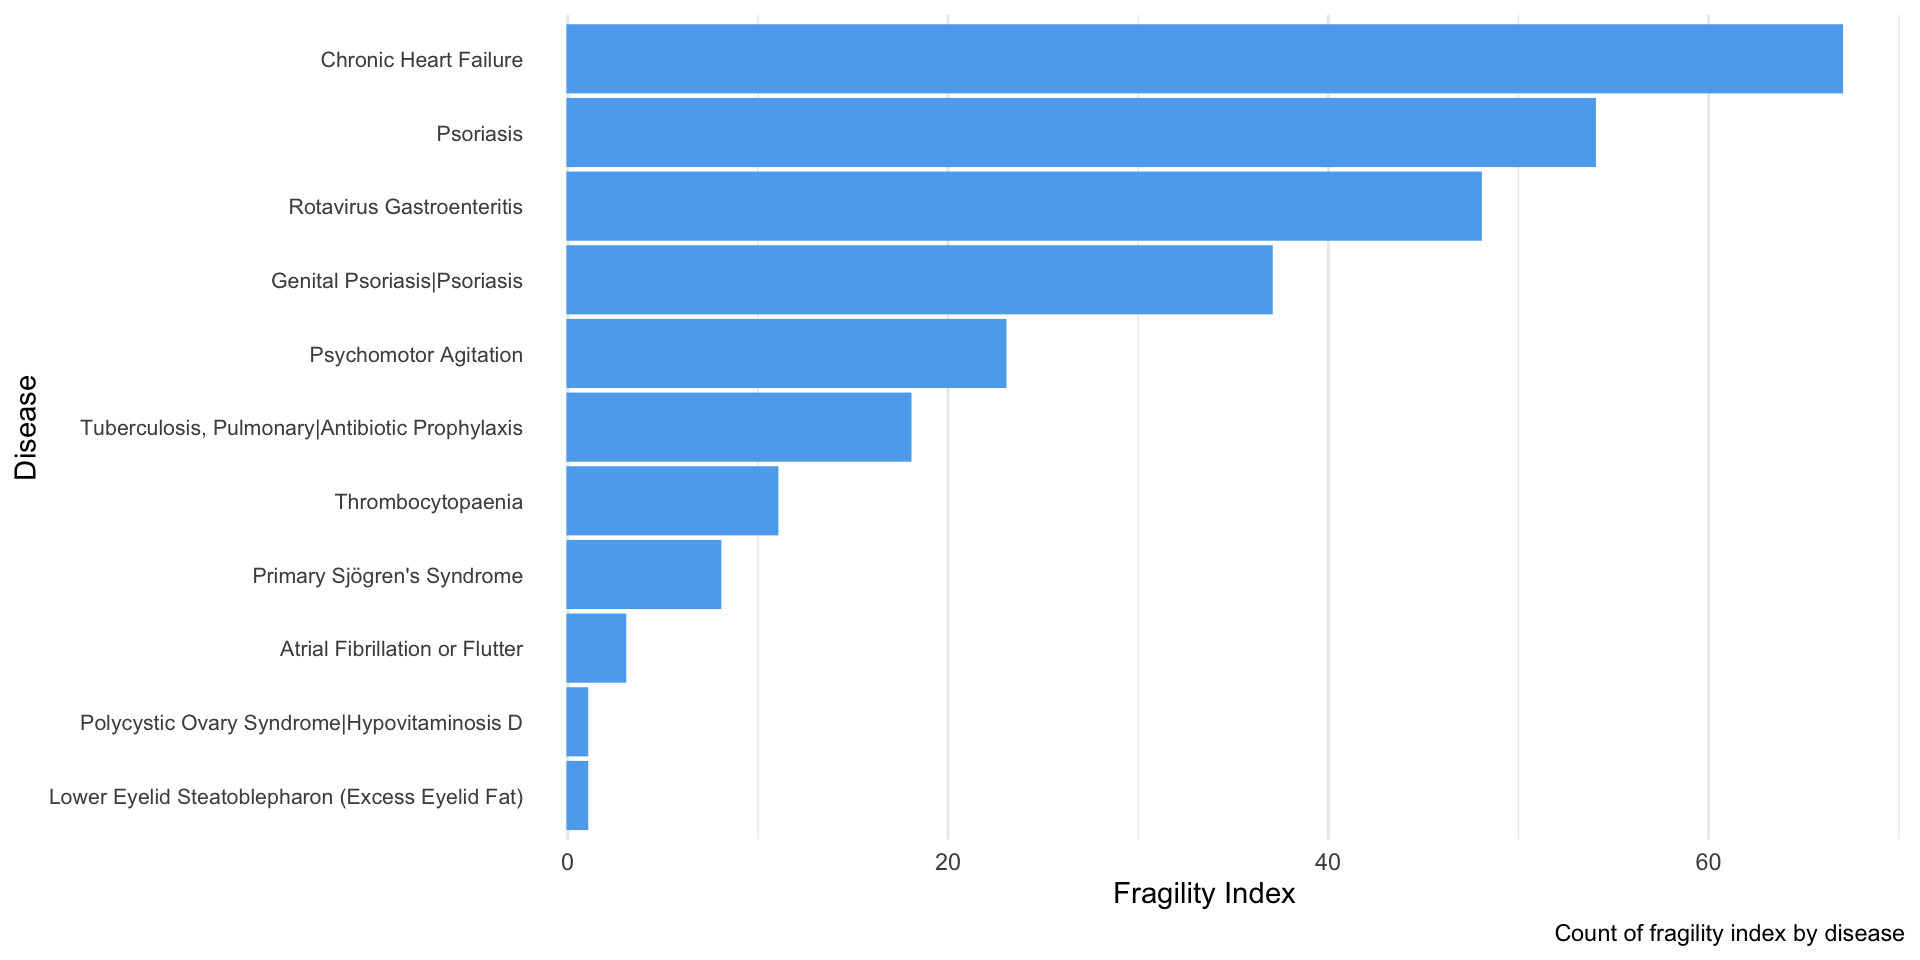 Chronic Heart Failure
Psoriasis
Rotavirus Gastroenteritis
Genital Psoriasis|Psoriasis
Psychomotor Agitation
Tuberculosis, Pulmonary|Antibiotic Prophylaxis
Thrombocytopaenia
Primary Sjögren's Syndrome
Atrial Fibrillation or Flutter
Polycystic Ovary Syndrome|Hypovitaminosis D
Lower Eyelid Steatoblepharon (Excess Eyelid Fat)
Disease
0 20 40 60
Fragility Index
Count of fragility index by disease